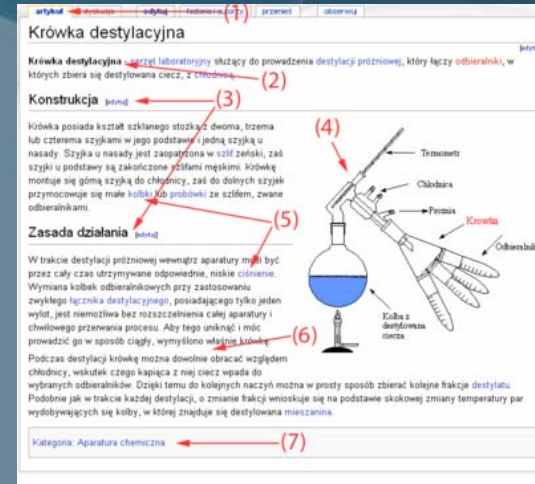 artykuł dyskusja edytuj historia i autorzy przenieś obserwuj
(1)
Krówka destylacyjna
Krówka destylacyjna - sprzęt laboratoryjny służący do prowadzenia destylacji próżniowej, który łączy odbieralniki, w
których zbiera się destylowana ciecz, z chłodnicą.
(2)
Konstrukcja [edytuj]
(3)
Krówka posiada kształt szklanego stożka z dwoma, trzema
lub czterema szyjkami w jego podstawie i jedną szyjką u
nasady. Szyjka u nasady jest zaopatrzona w szlif żeński, zaś
szyjki u podstawy są zakończone szlifami męskimi. Krówkę
montuje się górną szyjką do chłodnicy, zaś do dolnych szyjek
przymocowuje się małe kolbki lub probówki ze szlifem, zwane
odbieralnikami.
(4)
Termometr
Chłodnica
Próżnia
Krówka
Odbieralniki
Kolba z
destylowaną
cieczą
(5)
Zasada działania [edytuj]
W trakcie destylacji próżniowej wewnątrz aparatury musi być
przez cały czas utrzymywane odpowiednie, niskie ciśnienie.
Wymiana kolbek odbieralnikowych przy zastosowaniu
zwykłego łącznika destylacyjnego, posiadającego tylko jeden
wylot, jest niemożliwa bez rozszczelnienia całej aparatury i
chwilowego przerwania procesu. Aby tego uniknąć i móc
prowadzić go w sposób ciągły, wymyślono właśnie krówkę.
(6)
Podczas destylacji krówkę można dowolnie obracać względem
chłodnicy, wskutek czego kapiąca z niej ciecz wpada do
wybranych odbieralników. Dzięki temu do kolejnych naczyń można w prosty sposób zbierać kolejne frakcje destylatu.
Podobnie jak w trakcie każdej destylacji, o zmianie frakcji wnioskuje się na podstawie skokowej zmiany temperatury par
wydobywających się kolby, w której znajduje się destylowana mieszanina.
Kategoria: Aparatura chemiczna
(7)